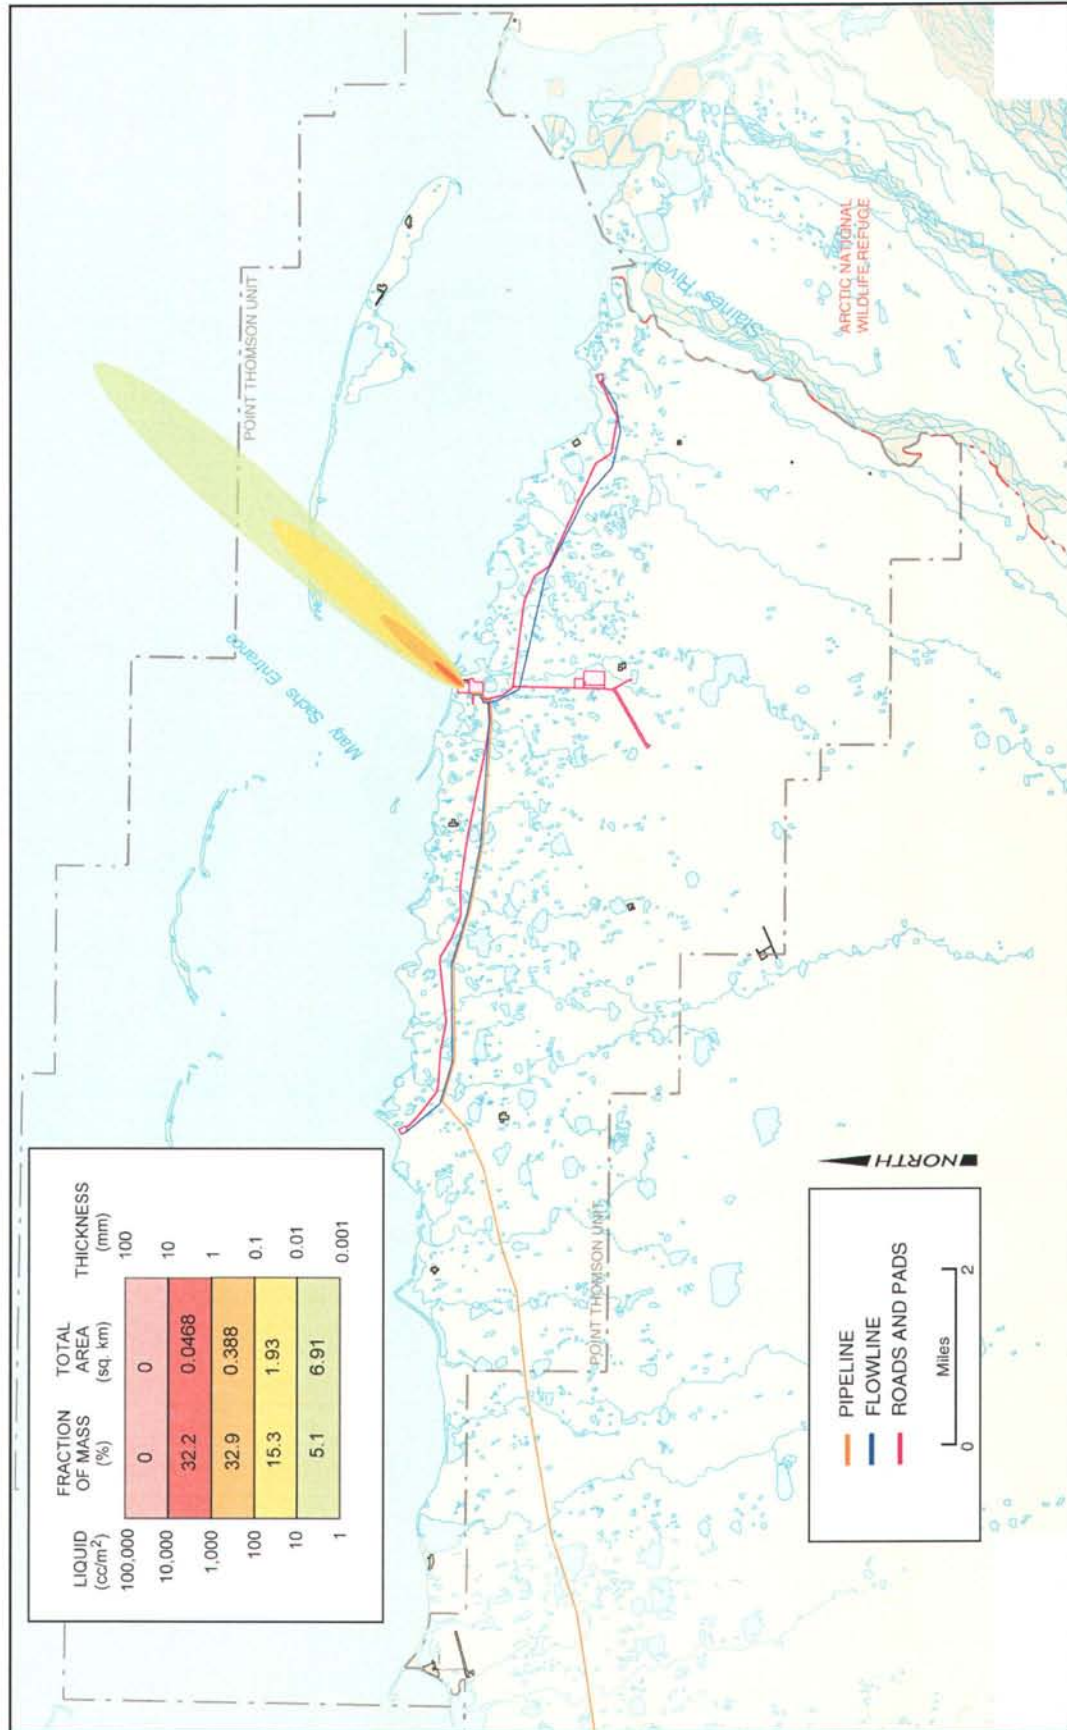 LIQUID FRACTION TOTAL THICKNESS
(cc/m²) OF MASS AREA (mm)
(%) (sq. km)
100,000 100
0 0
10,000 10
32.2 0.0468
1,000 1
32.9 0.388
100 0.1
15.3 1.93
10 0.01
5.1 6.91
1 0.001
POINT THOMSON UNIT
Mary Sachs Entrance
Staines River
ARCTIC NATIONAL
WILDLIFE REFUGE
POINT THOMSON UNIT
PIPELINE
FLOWLINE
ROADS AND PADS
Miles
0 2
NORTH